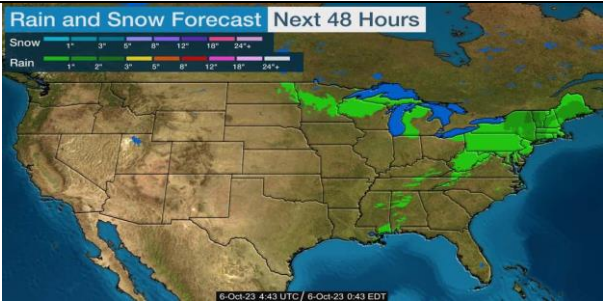 Rain and Snow Forecast Next 48 Hours
Snow 1" 3" 5" 8" 12" 18" 24"+
Rain 1" 2" 3" 5" 8" 12" 18" 24"+
6-Oct-23 4:43 UTC / 6-Oct-23 0:43 EDT